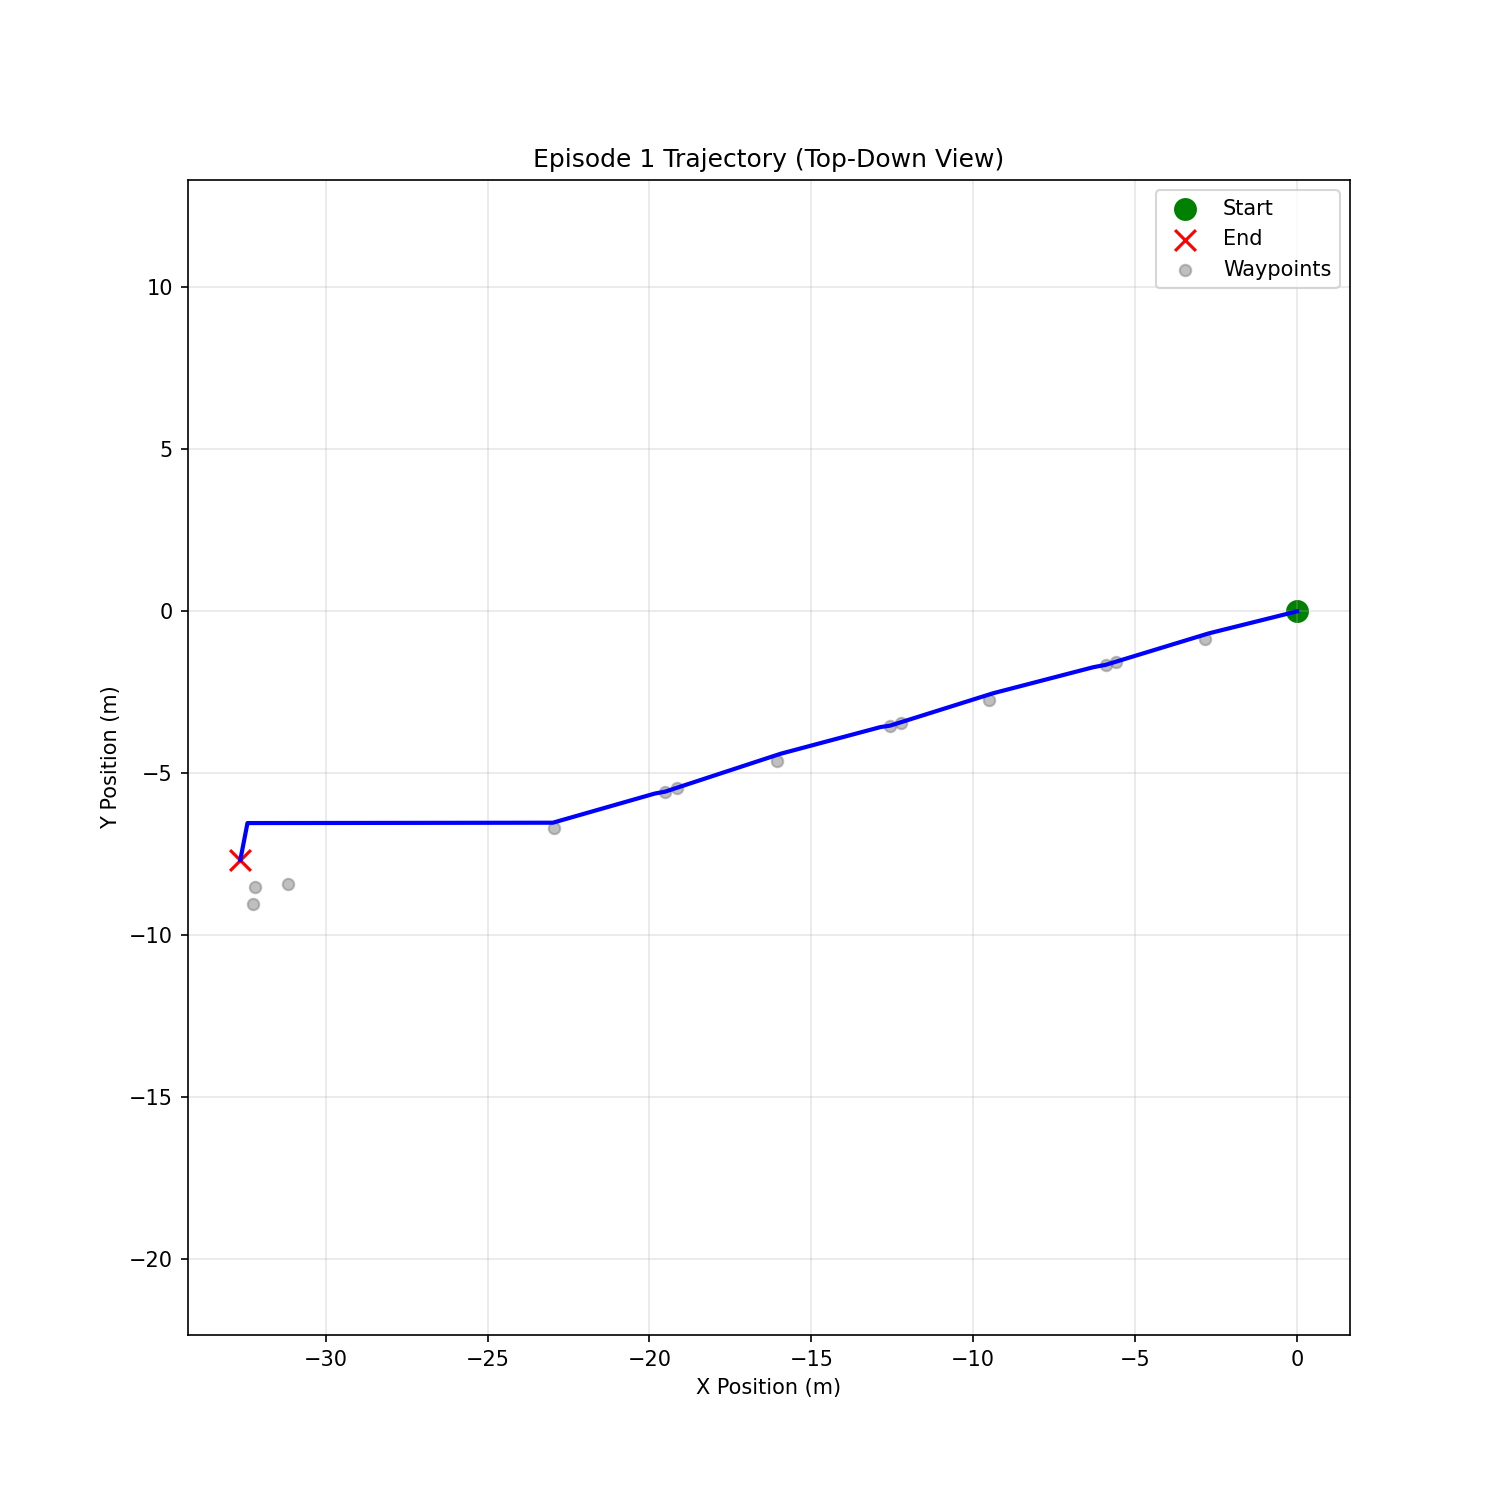 Episode 1 Trajectory (Top-Down View)
Start
End
Waypoints
10
5
0
−5
−10
−15
−20
Y Position (m)
−30
−25
−20
−15
−10
−5
0
X Position (m)